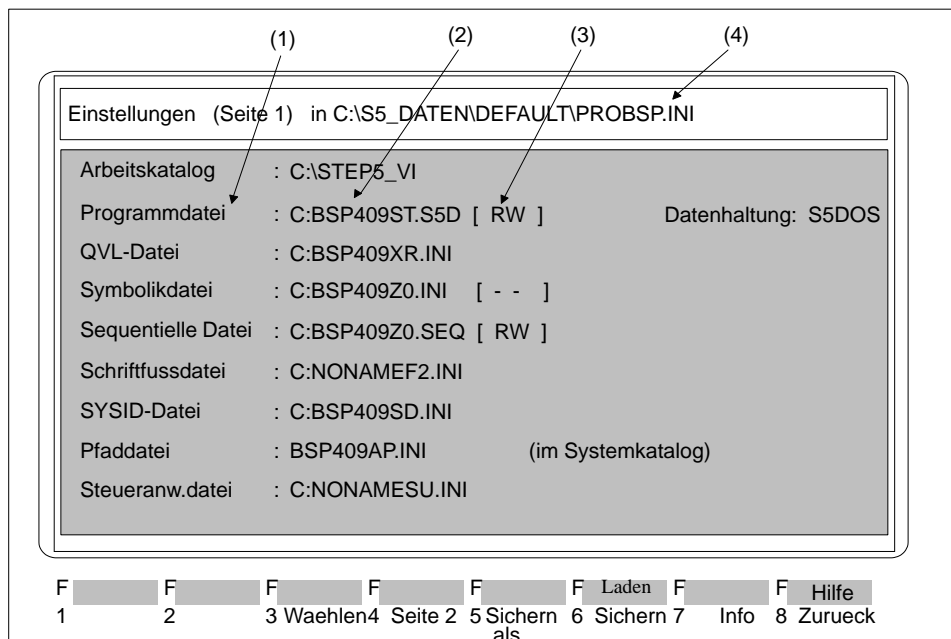 (1) (2) (3) (4)
Einstellungen (Seite 1) in C:\S5_DATEN\DEFAULT\PROBSP.INI
Arbeitskatalog : C:\STEP5_VI
Programmdatei : C:BSP409ST.S5D [ RW ] Datenhaltung: S5DOS
QVL-Datei : C:BSP409XR.INI
Symbolikdatei : C:BSP409Z0.INI [ - - ]
Sequentielle Datei : C:BSP409Z0.SEQ [ RW ]
Schriftfussdatei : C:NONAMEF2.INI
SYSID-Datei : C:BSP409SD.INI
Pfaddatei : BSP409AP.INI (im Systemkatalog)
Steueranw.datei : C:NONAMESU.INI
F F F F F F Laden F F Hilfe
1 2 3 Waehlen 4 Seite 2 5 Sichern 6 Sichern 7 Info 8 Zurueck
als